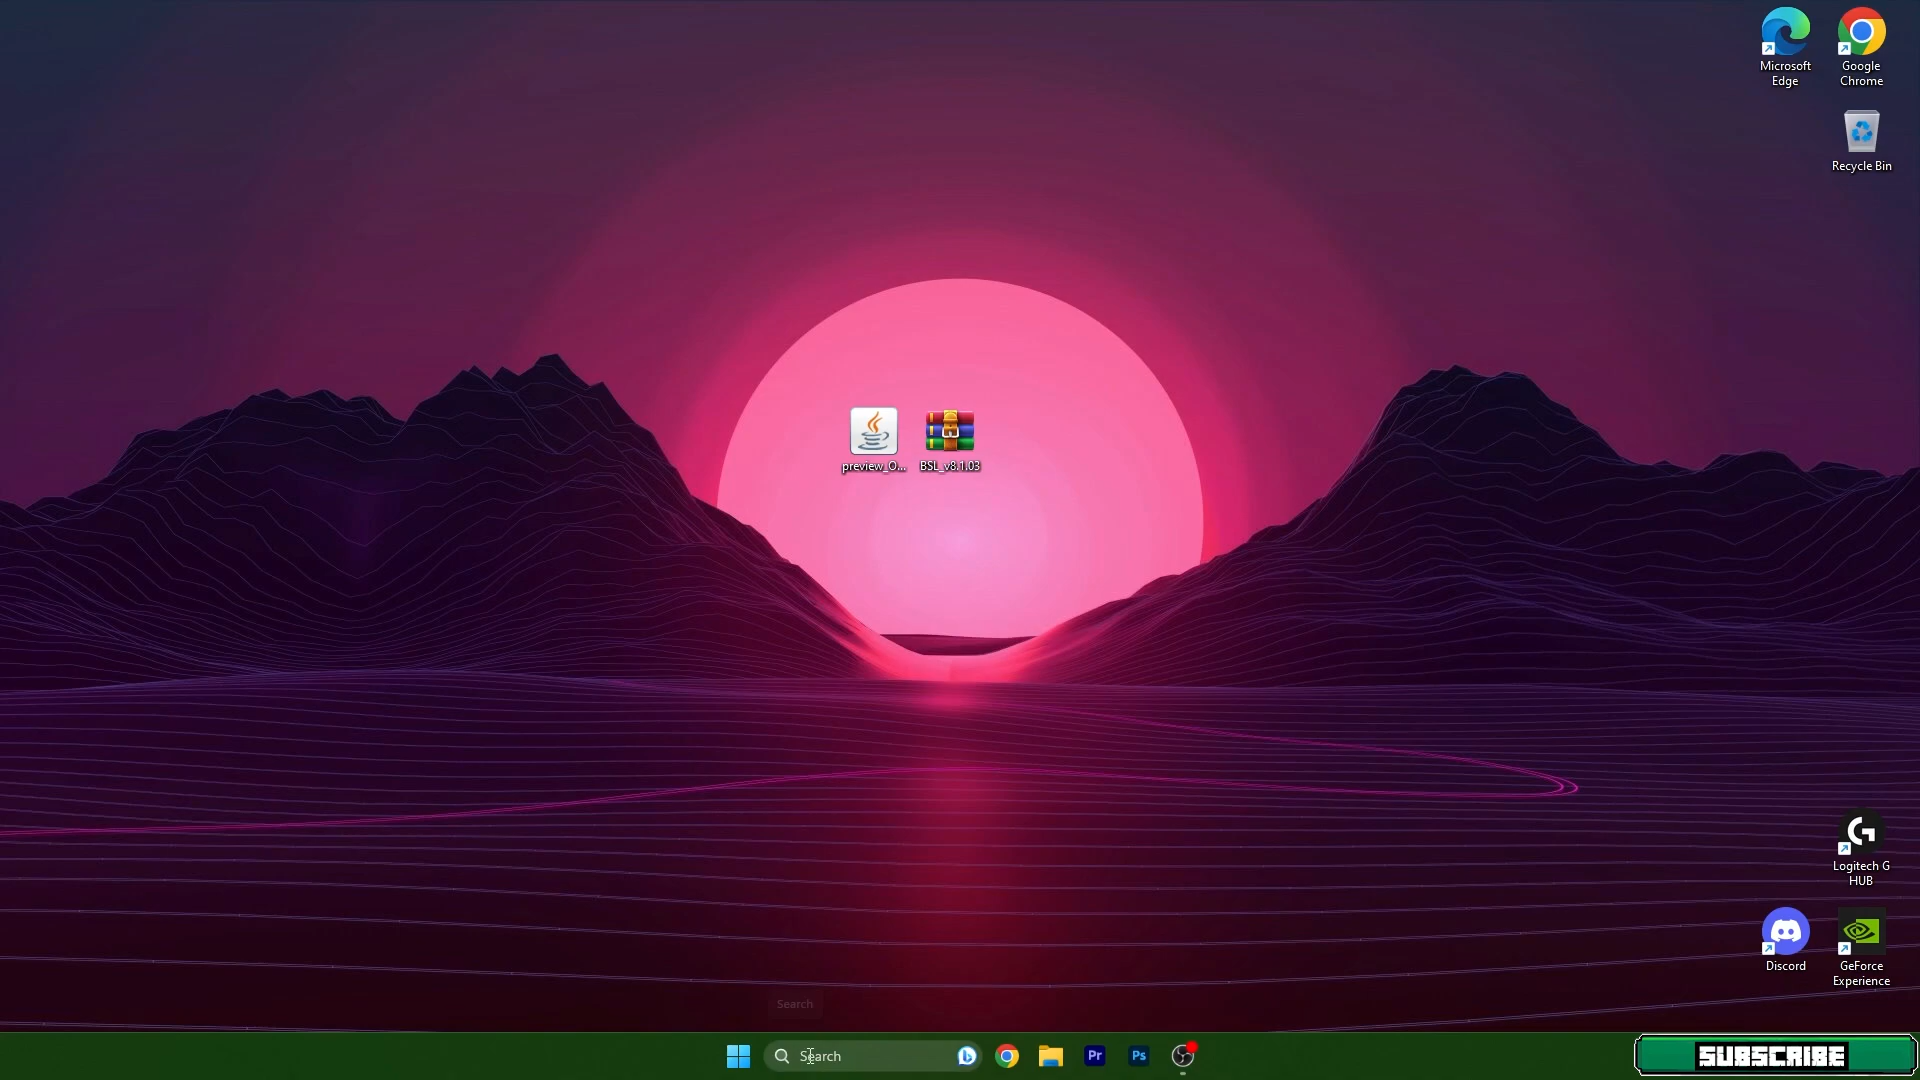 Microsoft
Edge
Google
Chrome
Recycle Bin
preview_O...
BSL_v8.1.03
Logitech G
HUB
Discord
GeForce
Experience
Search
Search
Pr
Ps
SUBSCRIBE